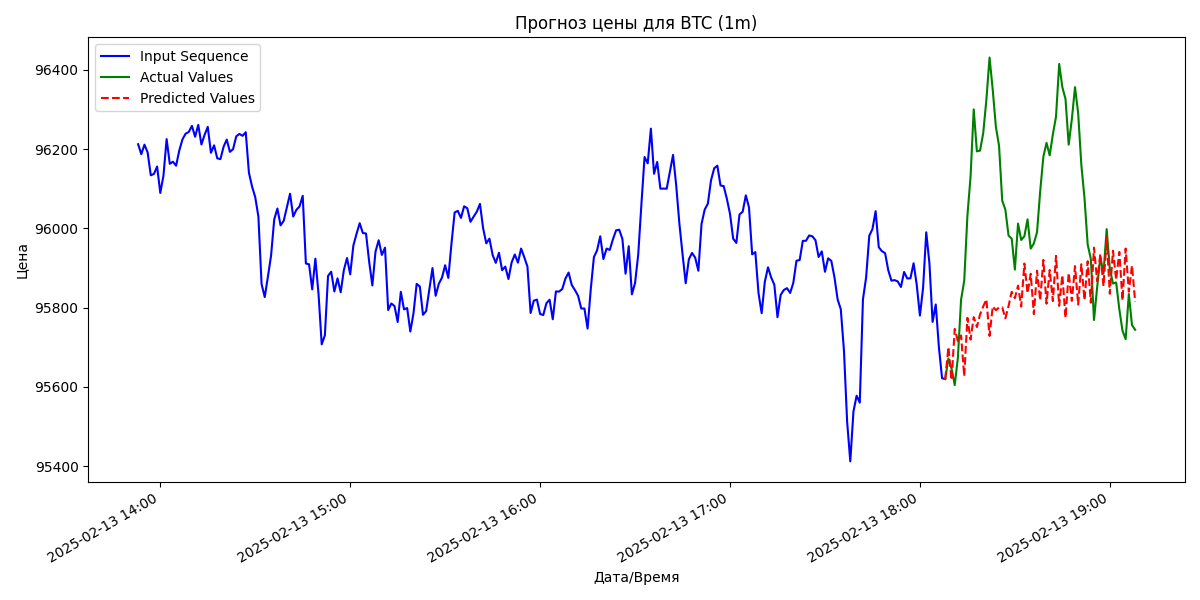 Прогноз цены для BTC (1m)
Input Sequence
Actual Values
Predicted Values
Цена
96400
96200
96000
95800
95600
95400
2025-02-13 14:00
2025-02-13 15:00
2025-02-13 16:00
2025-02-13 17:00
2025-02-13 18:00
2025-02-13 19:00
Дата/Время